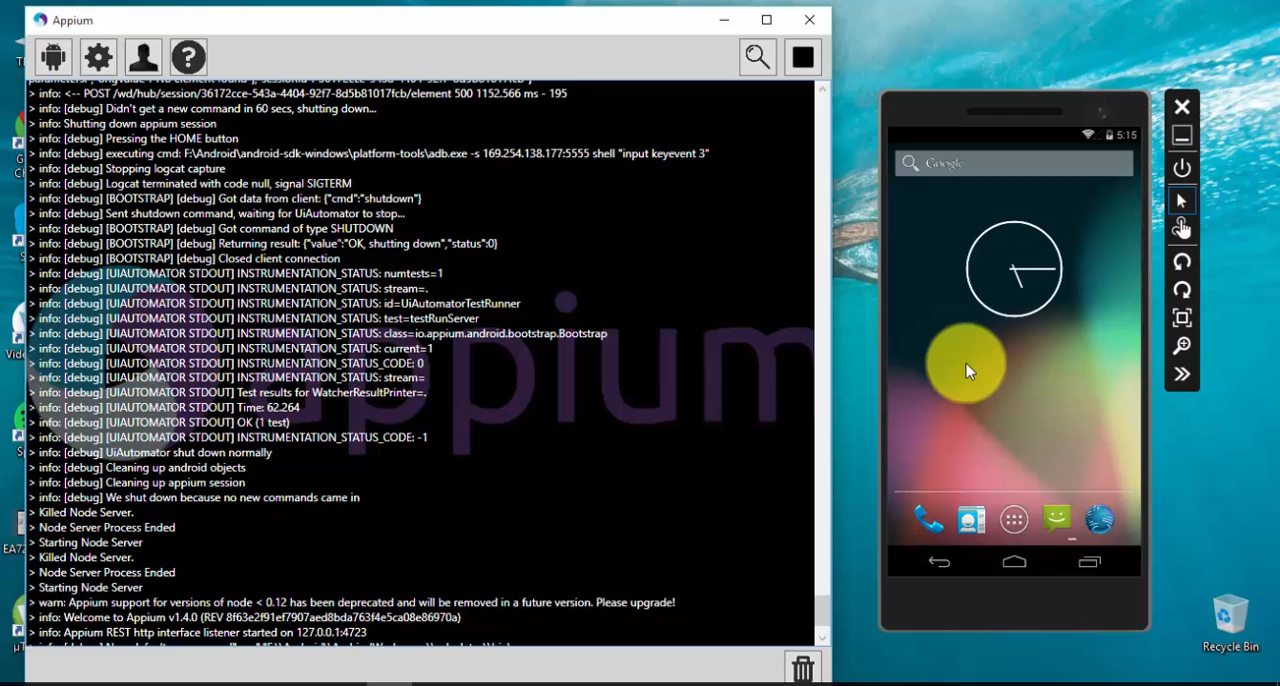 Appium
> info: <-- POST /wd/hub/session/36172cce-543a-4404-92f7-8d5b81017fcb/element 500 1152.566 ms - 195
> info: [debug] Didn't get a new command in 60 secs, shutting down...
> info: Shutting down appium session
> info: [debug] Pressing the HOME button
> info: [debug] executing cmd: F:\Android\android-sdk-windows\platform-tools\adb.exe -s 169.254.138.177:5555 shell "input keyevent 3"
> info: [debug] Stopping logcat capture
> info: [debug] Logcat terminated with code null, signal SIGTERM
> info: [debug] [BOOTSTRAP] [debug] Got data from client: {"cmd":"shutdown"}
> info: [debug] Sent shutdown command, waiting for UiAutomator to stop...
> info: [debug] [BOOTSTRAP] [debug] Got command of type SHUTDOWN
> info: [debug] [BOOTSTRAP] [debug] Returning result: {"value":"OK, shutting down","status":0}
> info: [debug] [BOOTSTRAP] [debug] Closed client connection
> info: [debug] [UIAUTOMATOR STDOUT] INSTRUMENTATION_STATUS: numtests=1
> info: [debug] [UIAUTOMATOR STDOUT] INSTRUMENTATION_STATUS: stream=.
> info: [debug] [UIAUTOMATOR STDOUT] INSTRUMENTATION_STATUS: id=UiAutomatorTestRunner
> info: [debug] [UIAUTOMATOR STDOUT] INSTRUMENTATION_STATUS: test=testRunServer
> info: [debug] [UIAUTOMATOR STDOUT] INSTRUMENTATION_STATUS: class=io.appium.android.bootstrap.Bootstrap
> info: [debug] [UIAUTOMATOR STDOUT] INSTRUMENTATION_STATUS: current=1
> info: [debug] [UIAUTOMATOR STDOUT] INSTRUMENTATION_STATUS_CODE: 0
> info: [debug] [UIAUTOMATOR STDOUT] INSTRUMENTATION_STATUS: stream=
> info: [debug] [UIAUTOMATOR STDOUT] Test results for WatcherResultPrinter=.
> info: [debug] [UIAUTOMATOR STDOUT] Time: 62.264
> info: [debug] [UIAUTOMATOR STDOUT] OK (1 test)
> info: [debug] [UIAUTOMATOR STDOUT] INSTRUMENTATION_STATUS_CODE: -1
> info: [debug] UiAutomator shut down normally
> info: [debug] Cleaning up android objects
> info: [debug] Cleaning up appium session
> info: [debug] We shut down because no new commands came in
> Killed Node Server.
> Node Server Process Ended
> Starting Node Server
> Killed Node Server.
> Node Server Process Ended
> Starting Node Server
> warn: Appium support for versions of node < 0.12 has been deprecated and will be removed in a future version. Please upgrade!
> info: Welcome to Appium v1.4.0 (REV 8f63e2f91ef7907aed8bda763f4e5ca08e86970a)
> info: Appium REST http interface listener started on 127.0.0.1:4723
appium
5:15
Google
Recycle Bin